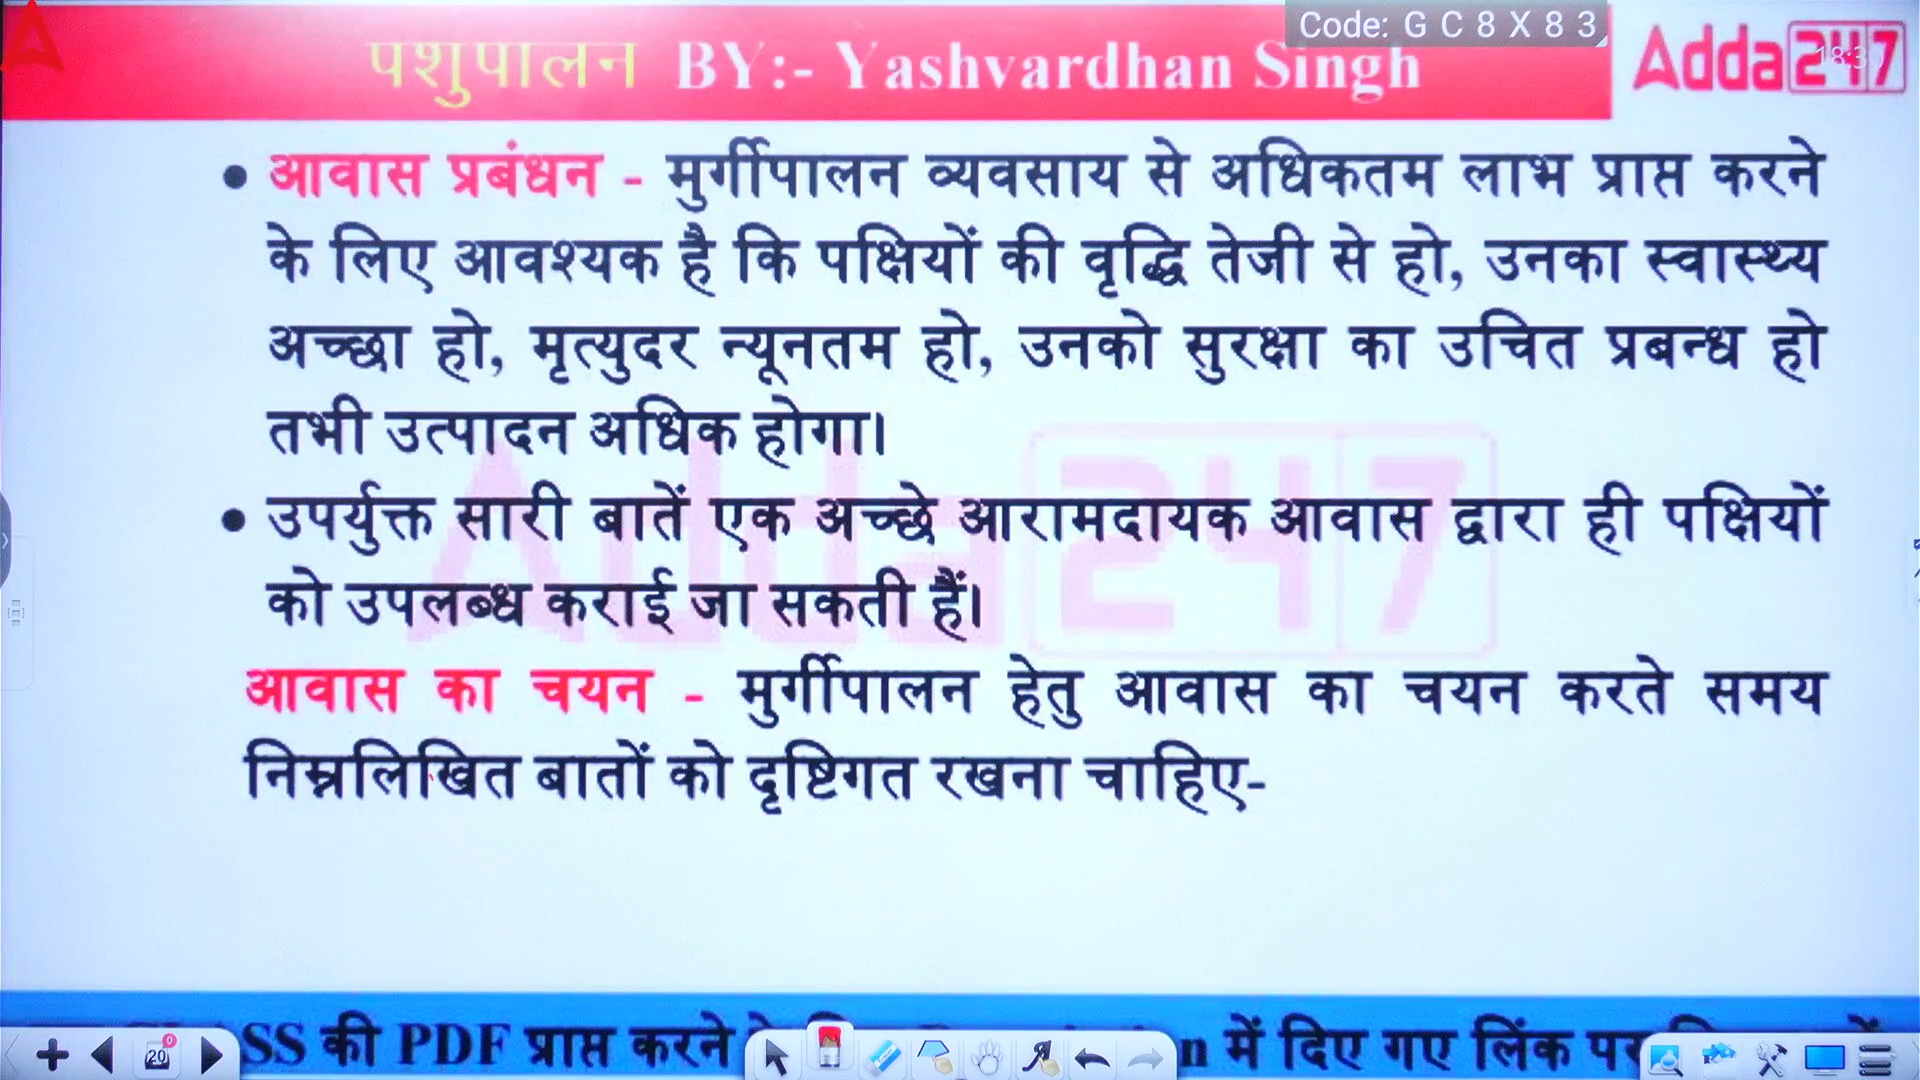 Code: G C 8 X 8 3
पशुपालन BY:- Yashvardhan Singh
Adda 247
आवास प्रबंधन - मुर्गीपालन व्यवसाय से अधिकतम लाभ प्राप्त करने
के लिए आवश्यक है कि पक्षियों की वृद्धि तेजी से हो, उनका स्वास्थ्य
अच्छा हो, मृत्युदर न्यूनतम हो, उनको सुरक्षा का उचित प्रबन्ध हो
तभी उत्पादन अधिक होगा।
उपर्युक्त सारी बातें एक अच्छे आरामदायक आवास द्वारा ही पक्षियों
को उपलब्ध कराई जा सकती हैं।
आवास का चयन - मुर्गीपालन हेतु आवास का चयन करते समय
निम्नलिखित बातों को दृष्टिगत रखना चाहिए-
की PDF प्राप्त करने में दिए गए लिंक पर
20